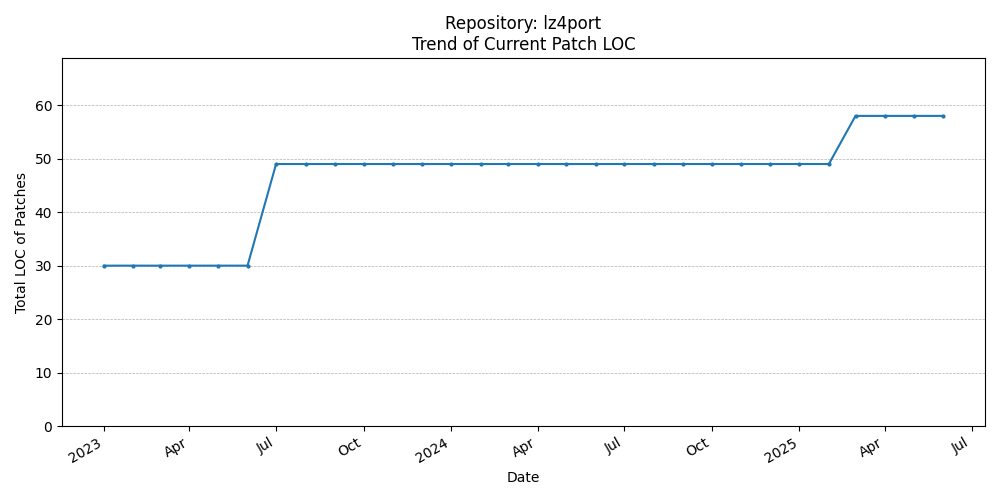 Repository: lz4port
Trend of Current Patch LOC
Total LOC of Patches
60
50
40
30
20
10
0
2023
Apr
Jul
Oct
2024
Apr
Jul
Oct
2025
Apr
Jul
Date